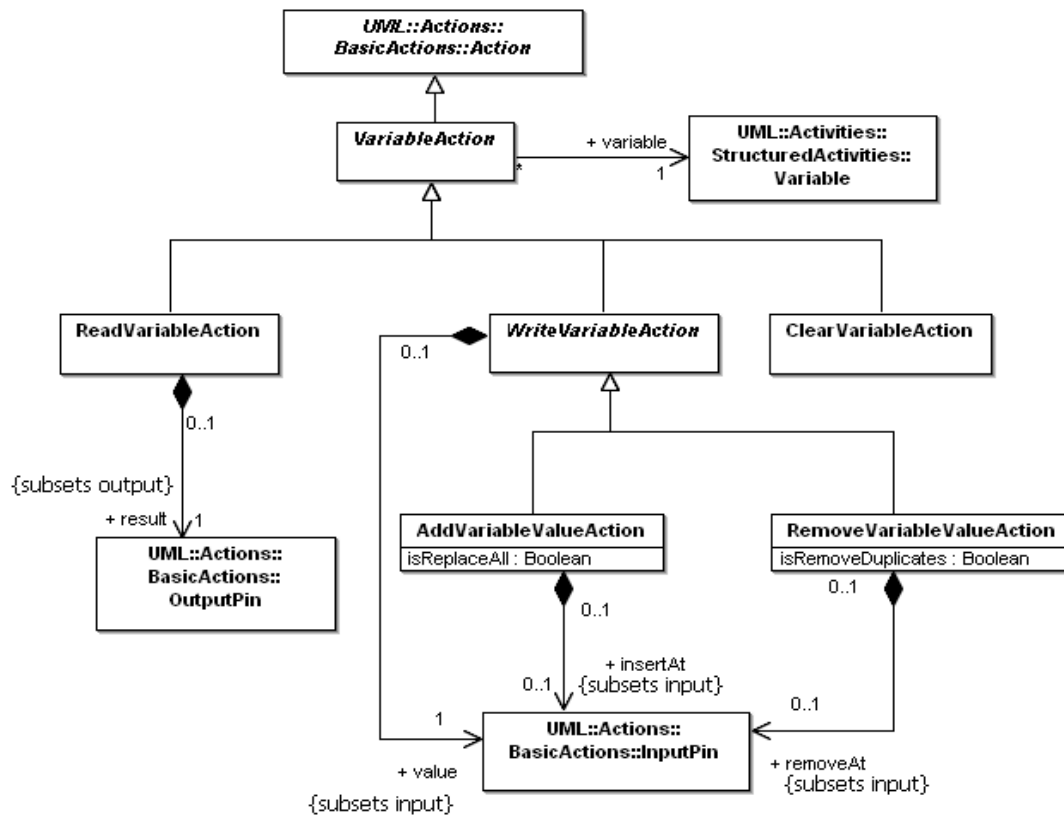 UML::Actions::
BasicActions::Action
VariableAction
+ variable
*
1
UML::Activities::
StructuredActivities::
Variable
ReadVariableAction
0..1
WriteVariableAction
ClearVariableAction
0..1
{subsets output}
+ result
1
UML::Actions::
BasicActions::
OutputPin
AddVariableValueAction
isReplaceAll : Boolean
RemoveVariableValueAction
isRemoveDuplicates : Boolean
0..1
0..1
+ insertAt
{subsets input}
0..1
0..1
1
UML::Actions::
BasicActions::InputPin
+ value
{subsets input}
+ removeAt
{subsets input}